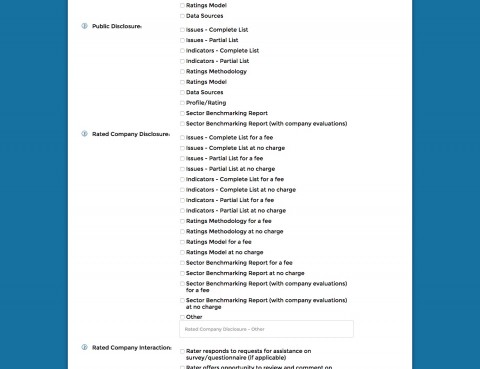 Ratings Model
Data Sources
Public Disclosure:
Issues - Complete List
Issues - Partial List
Indicators - Complete List
Indicators - Partial List
Ratings Methodology
Ratings Model
Data Sources
Profile/Rating
Sector Benchmarking Report
Sector Benchmarking Report (with company evaluations)
Rated Company Disclosure:
Issues - Complete List for a fee
Issues - Complete List at no charge
Issues - Partial List for a fee
Issues - Partial List at no charge
Indicators - Complete List for a fee
Indicators - Complete List at no charge
Indicators - Partial List for a fee
Indicators - Partial List at no charge
Ratings Methodology for a fee
Ratings Methodology at no charge
Ratings Model for a fee
Ratings Model at no charge
Sector Benchmarking Report for a fee
Sector Benchmarking Report at no charge
Sector Benchmarking Report (with company evaluations)
for a fee
Sector Benchmarking Report (with company evaluations)
at no charge
Other
Rated Company Disclosure - Other
Rated Company Interaction:
Rater responds to requests for assistance on
survey/questionnaire (if applicable)
Rater offers opportunity to review and comment on